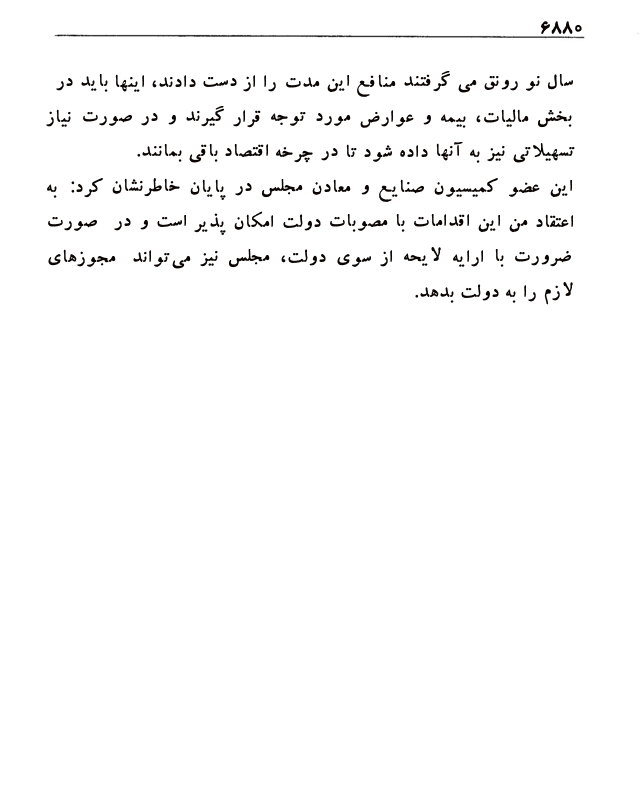 ۶۸۸۰
سال نو رونق می گرفتند منافع این مدت را از دست دادند، اینها باید در
بخش مالیات، بیمه و عوارض مورد توجه قرار گیرند و در صورت نیاز
تسهیلاتی نیز به آنها داده شود تا در چرخه اقتصاد باقی بمانند.
این عضو کمیسیون صنایع و معادن مجلس در پایان خاطرنشان کرد: به
اعتقاد من این اقدامات با مصوبات دولت امکان پذیر است و در صورت
ضرورت با ارایه لایحه از سوی دولت، مجلس نیز می‌تواند مجوزهای
لازم را به دولت بدهد.